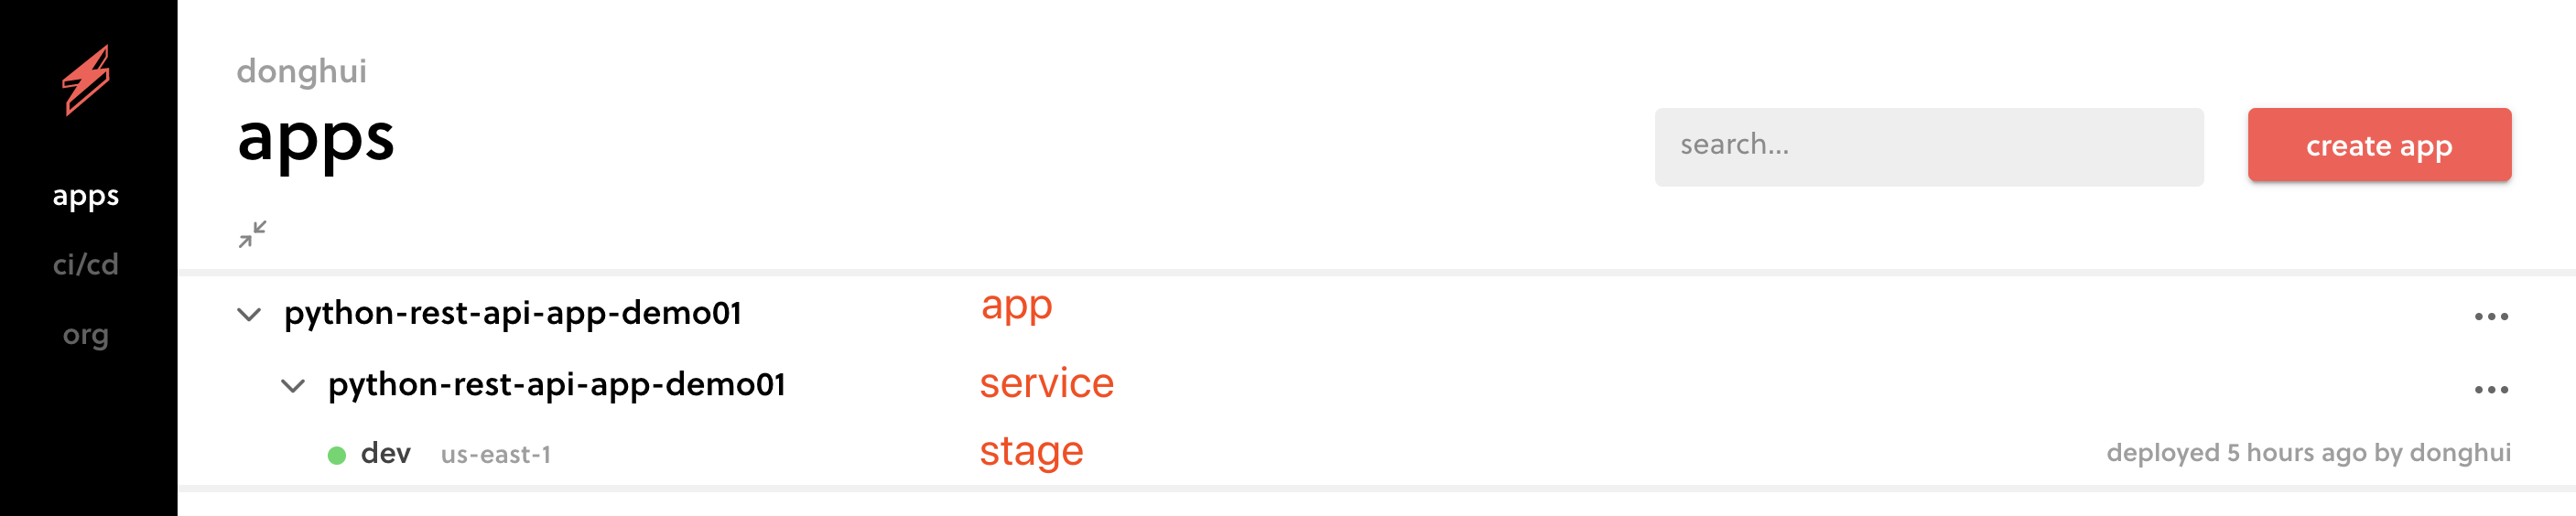 donghui
apps
search...
create app
apps
ci/cd
org
python-rest-api-app-demo01 app
python-rest-api-app-demo01 service
dev us-east-1 stage deployed 5 hours ago by donghui